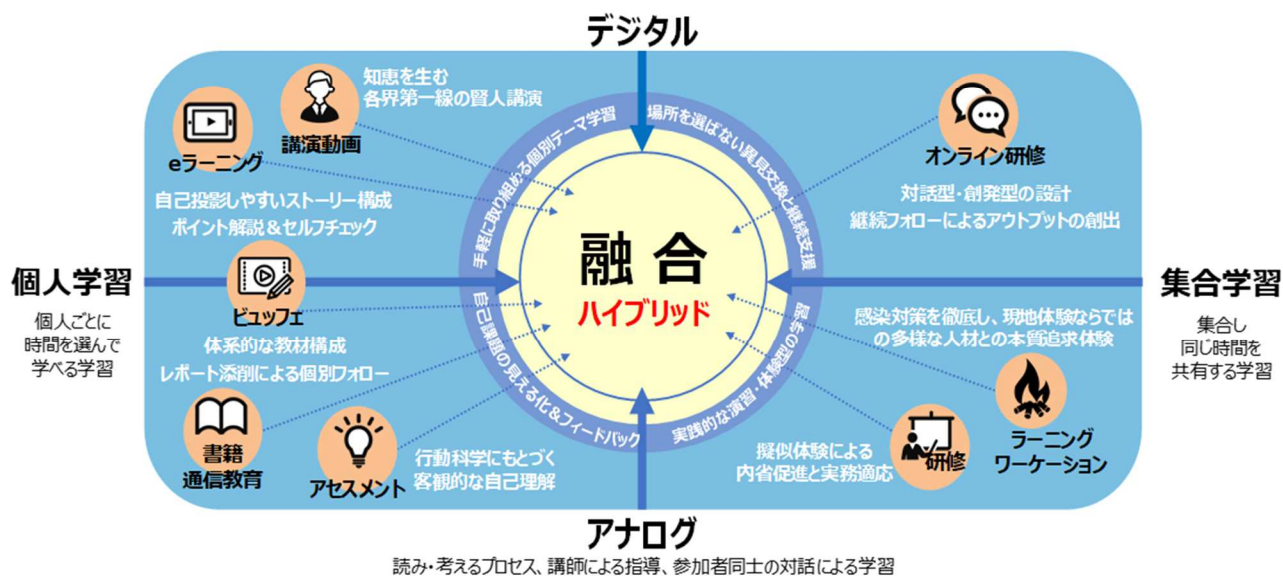 デジタル
知恵を生む
各界第一線の賢人講演
講演動画
eラーニング
自己投影しやすいストーリー構成
ポイント解説&セルフチェック
オンライン研修
対話型・創発型の設計
継続フォローによるアウトプットの創出
手軽に取り組める個別テーマ学習
場所を選ばない異見交換と継続支援
融合
ハイブリッド
個人学習
個人ごとに
時間を選んで
学べる学習
ビュッフェ
体系的な教材構成
レポート添削による個別フォロー
書籍
通信教育
アセスメント
行動科学にもとづく
客観的な自己理解
自己課題の見える化&フィードバック
実践的な演習・体験型の学習
集合学習
集合し
同じ時間を
共有する学習
感染対策を徹底し、現地体験ならでは
の多様な人材との本質追求体験
ラーニング
ワーケーション
擬似体験による
内省促進と実務適応
研修
アナログ
読み・考えるプロセス、講師による指導、参加者同士の対話による学習